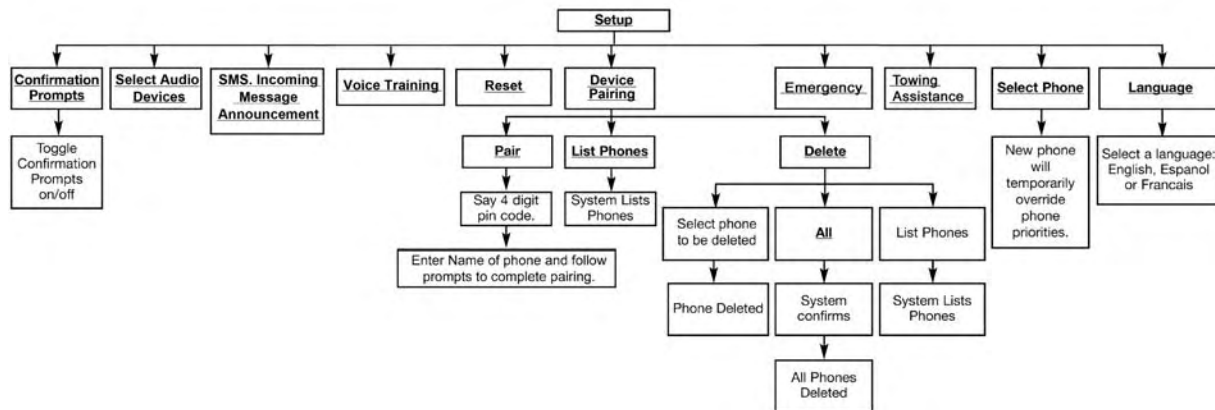 Setup
Confirmation
Prompts
Select Audio
Devices
SMS. Incoming
Message
Announcement
Voice Training
Reset
Device
Pairing
Emergency
Towing
Assistance
Select Phone
Language
Toggle
Confirmation
Prompts
on/off
Pair
List Phones
Delete
New phone
will
temporarily
override
phone
priorities.
Select a language:
English, Espanol
or Francais
Say 4 digit
pin code.
System Lists
Phones
Enter Name of phone and follow
prompts to complete pairing.
Select phone
to be deleted
All
List Phones
Phone Deleted
System
confirms
System Lists
Phones
All Phones
Deleted